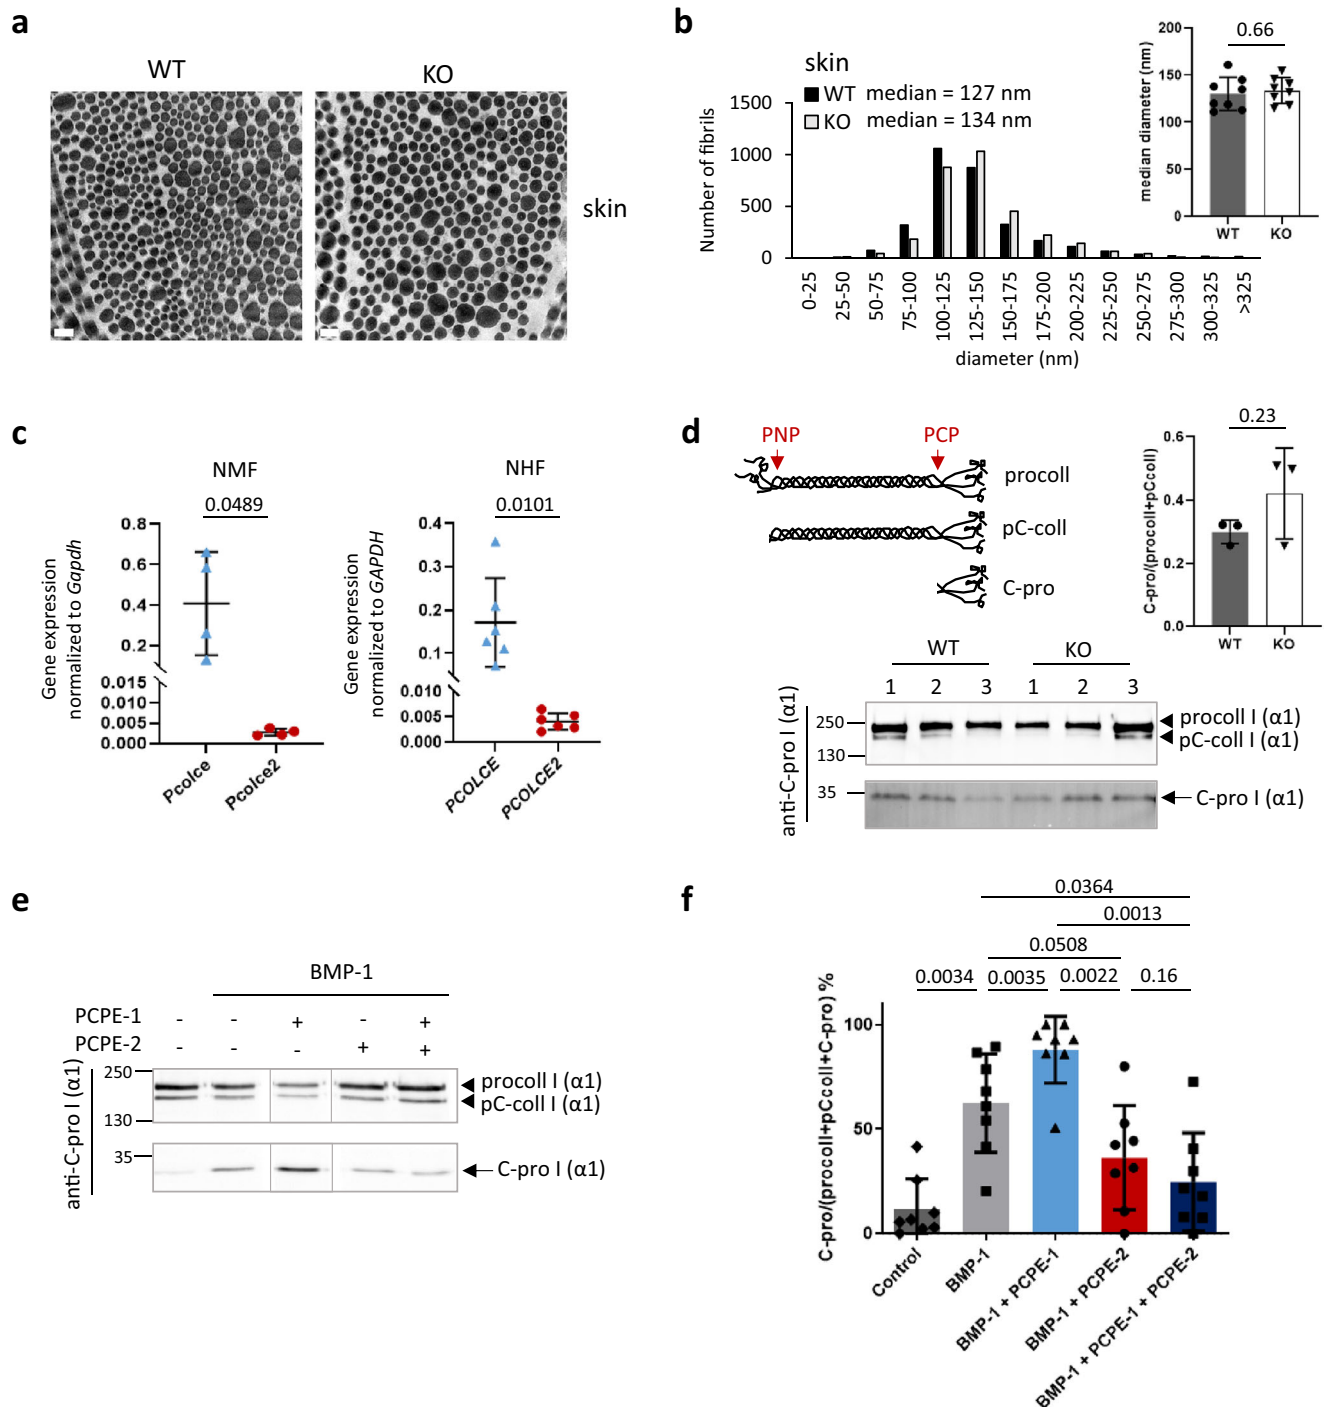 a
WT
KO
skin
b
skin
WT median = 127 nm
KO median = 134 nm
Number of fibrils
1500
1000
500
0
0-25
25-50
50-75
75-100
100-125
125-150
150-175
175-200
200-225
225-250
250-275
275-300
300-325
>325
diameter (nm)
0.66
median diameter (nm)
200
150
100
50
0
WT
KO
c
NMF
0.0489
Gene expression
normalized to Gapdh
0.8
0.6
0.4
0.2
0.015
0.010
0.005
0.000
Pcolce
Pcolce2
NHF
0.0101
Gene expression
normalized to GAPDH
0.4
0.3
0.2
0.1
0.010
0.005
0.000
PCOLCE
PCOLCE2
d
PNP
PCP
procoll
pC-coll
C-pro
0.23
C-pro/(procoll+pCcoll)
0.6
0.4
0.2
0.0
WT
KO
WT
KO
1 2 3 1 2 3
anti-C-pro I (α1)
250
130
35
procoll I (α1)
pC-coll I (α1)
C-pro I (α1)
e
BMP-1
PCPE-1 - - + - +
PCPE-2 - - - + +
anti-C-pro I (α1)
250
130
35
procoll I (α1)
pC-coll I (α1)
C-pro I (α1)
f
0.0364
0.0013
0.0508
0.0034 0.0035 0.0022 0.16
C-pro/(procoll+pCcoll+C-pro) %
100
50
0
Control
BMP-1
BMP-1 + PCPE-1
BMP-1 + PCPE-2
BMP-1 + PCPE-1 + PCPE-2